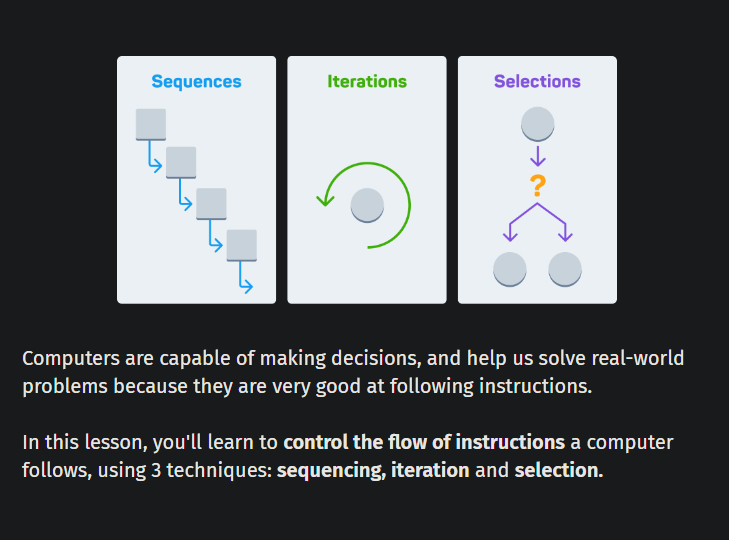 Sequences
Iterations
Selections
?
Computers are capable of making decisions, and help us solve real-world
problems because they are very good at following instructions.
In this lesson, you'll learn to control the flow of instructions a computer
follows, using 3 techniques: sequencing, iteration and selection.